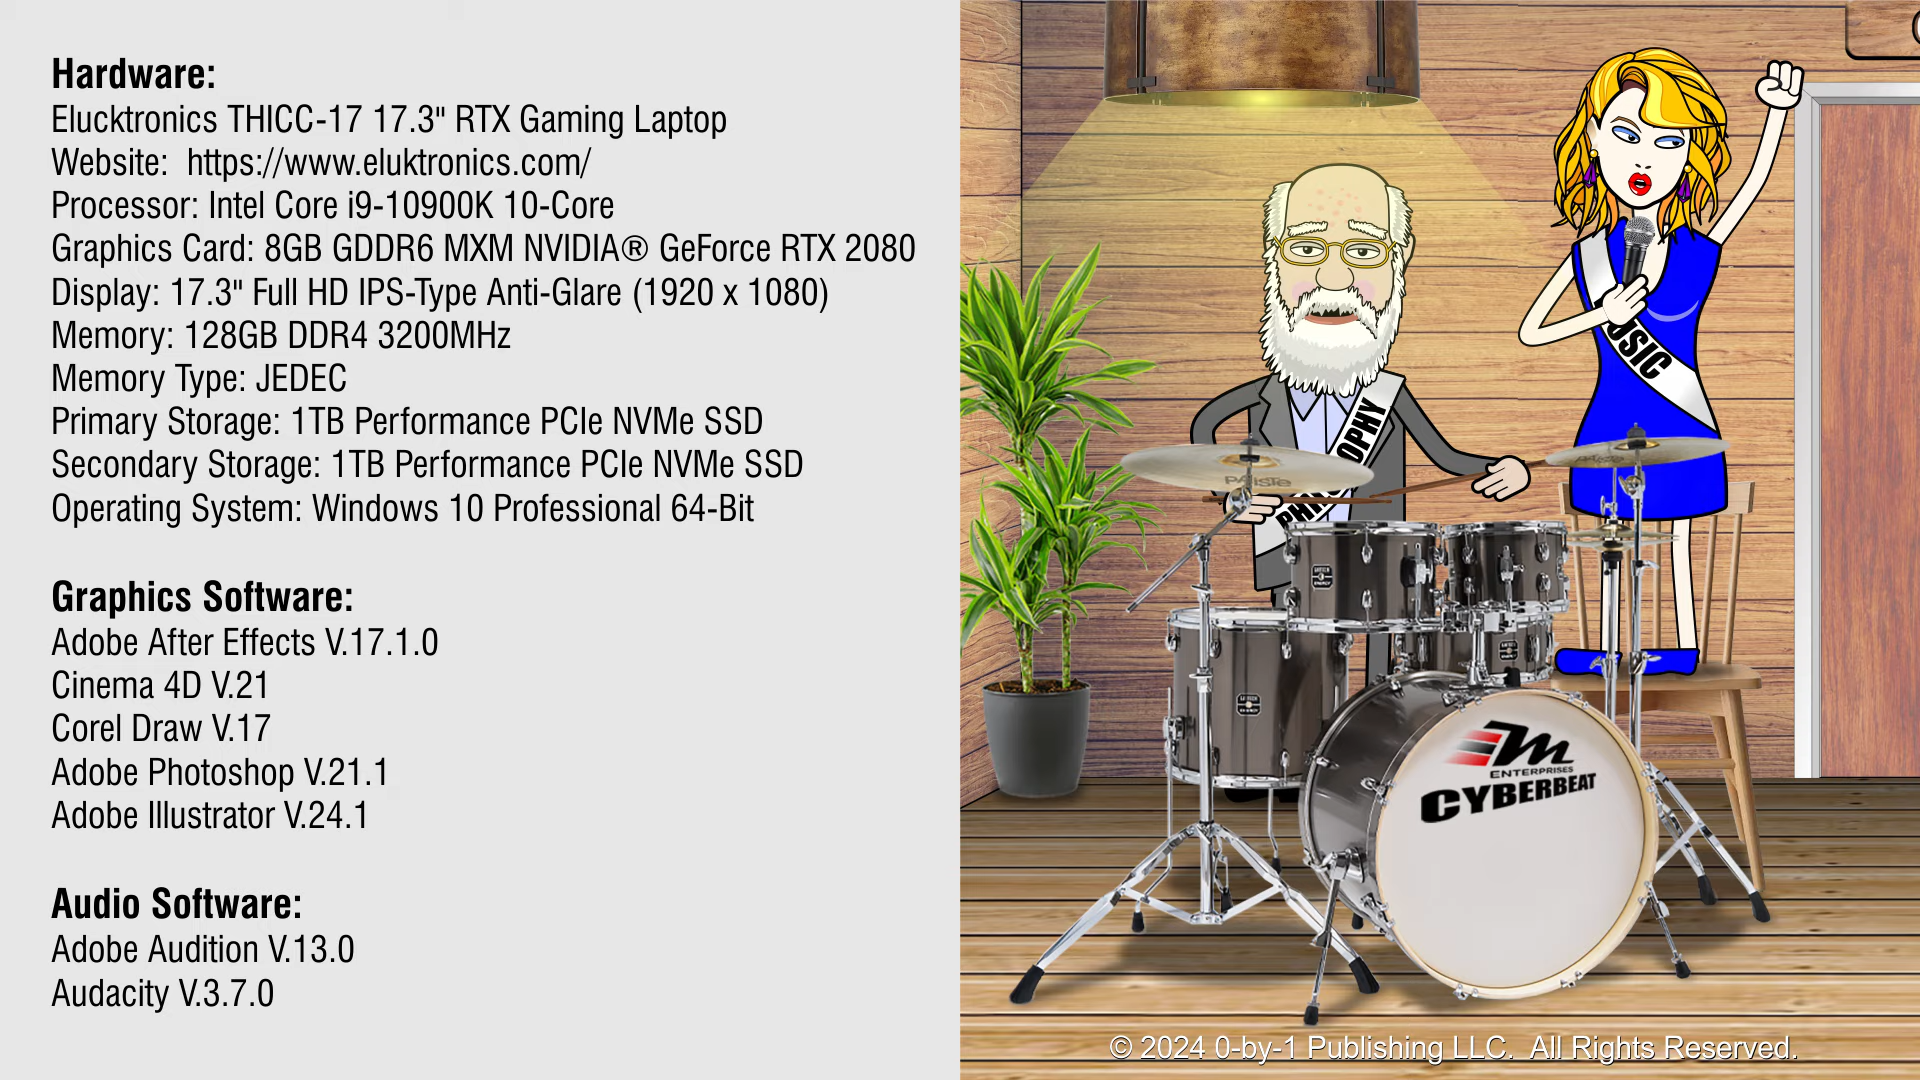 Hardware:
Elucktronics THICC-17 17.3" RTX Gaming Laptop
Website:  https://www.eluktronics.com/
Processor: Intel Core i9-10900K 10-Core
Graphics Card: 8GB GDDR6 MXM NVIDIA® GeForce RTX 2080
Display: 17.3" Full HD IPS-Type Anti-Glare (1920 x 1080)
Memory: 128GB DDR4 3200MHz
Memory Type: JEDEC
Primary Storage: 1TB Performance PCIe NVMe SSD
Secondary Storage: 1TB Performance PCIe NVMe SSD
Operating System: Windows 10 Professional 64-Bit
Graphics Software:
Adobe After Effects V.17.1.0
Cinema 4D V.21
Corel Draw V.17
Adobe Photoshop V.21.1
Adobe Illustrator V.24.1
Audio Software:
Adobe Audition V.13.0
Audacity V.3.7.0
USIC
PAISTE
ENTERPRISES
CYBERBEAT
© 2024 0-by-1 Publishing LLC.  All Rights Reserved.